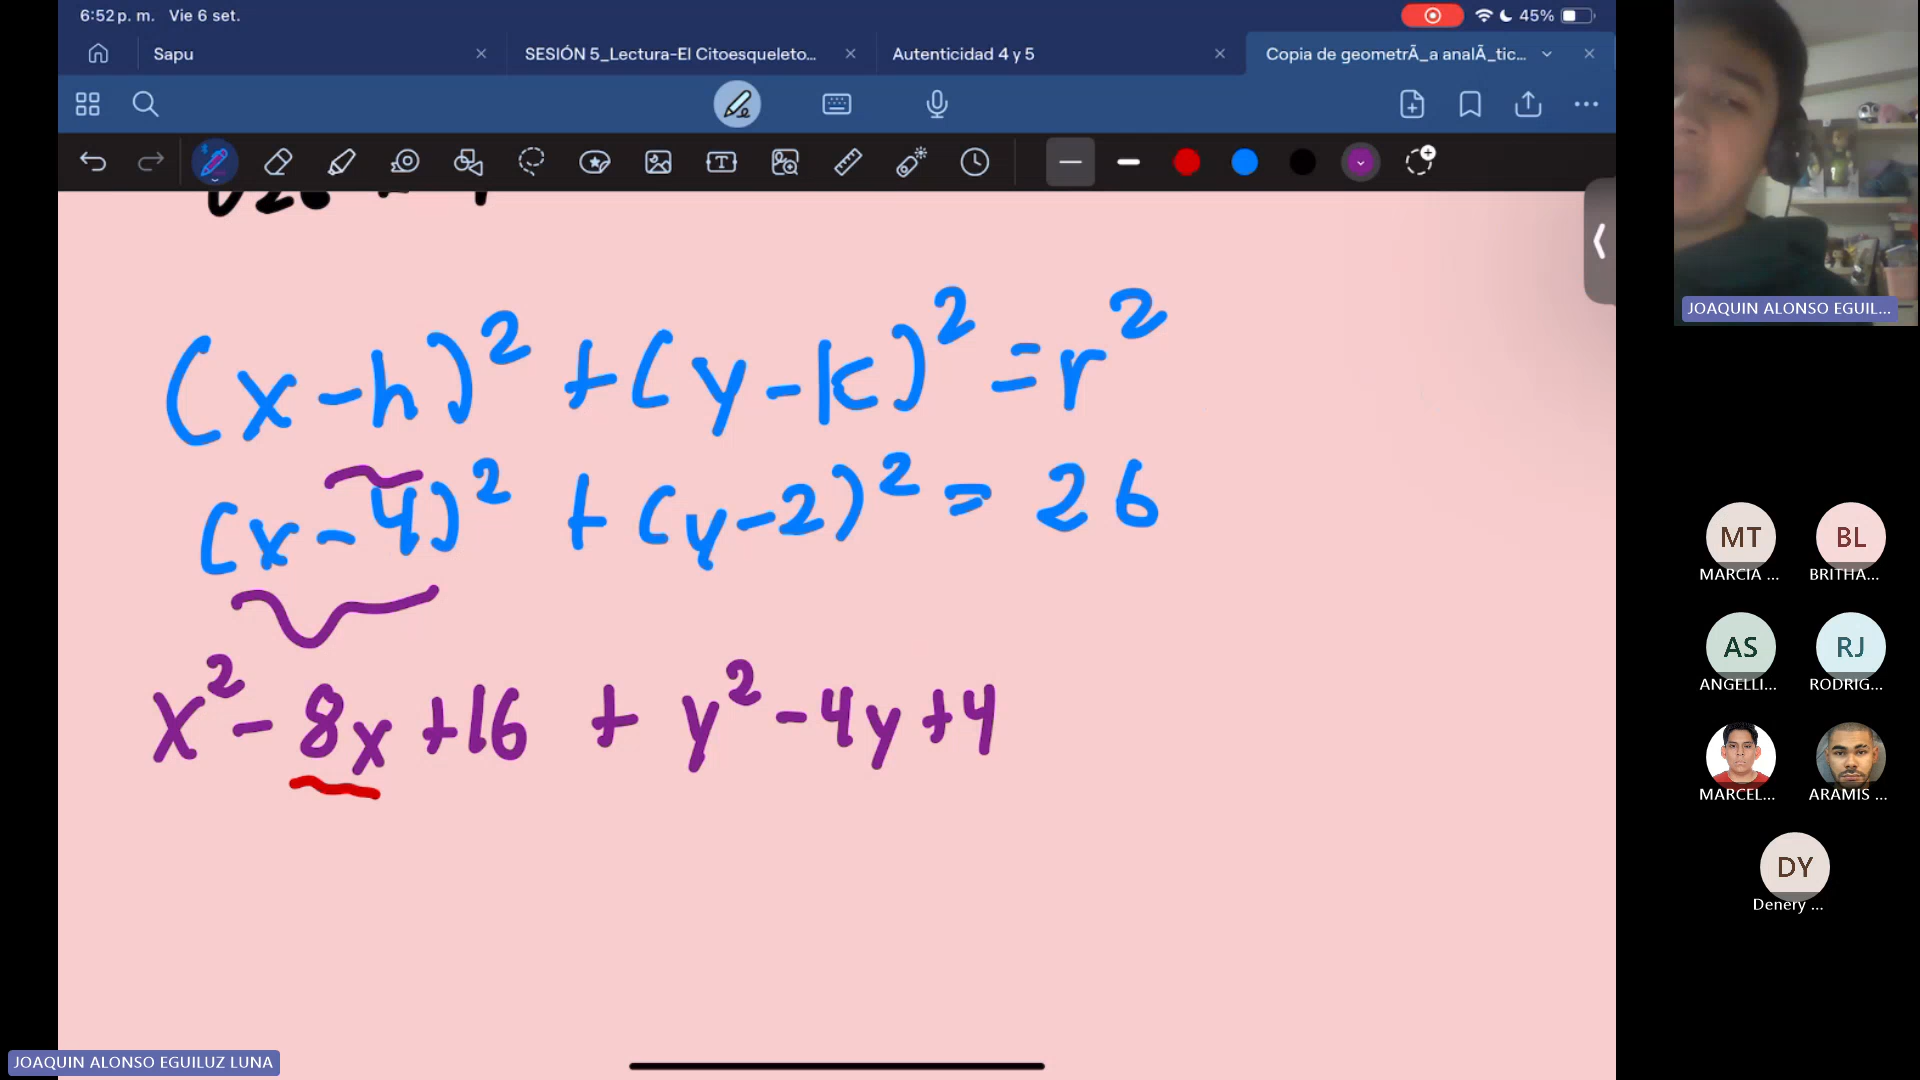 6:52 p. m. Vie 6 set.
45%
Sapu
SESIÓN 5_Lectura-El Citoesqueleto...
Autenticidad 4 y 5
Copia de geometrÃ_a analÃ_tic...
(x-h)² + (y-k)² = r²
(x-4)² + (y-2)² = 26
x² - 8x + 16 + y² - 4y + 4
JOAQUIN ALONSO EGUIL...
MT
MARCIA ...
BL
BRITHA...
AS
ANGELLI...
RJ
RODRIG...
MARCEL...
ARAMIS ...
DY
Denery ...
JOAQUIN ALONSO EGUILUZ LUNA